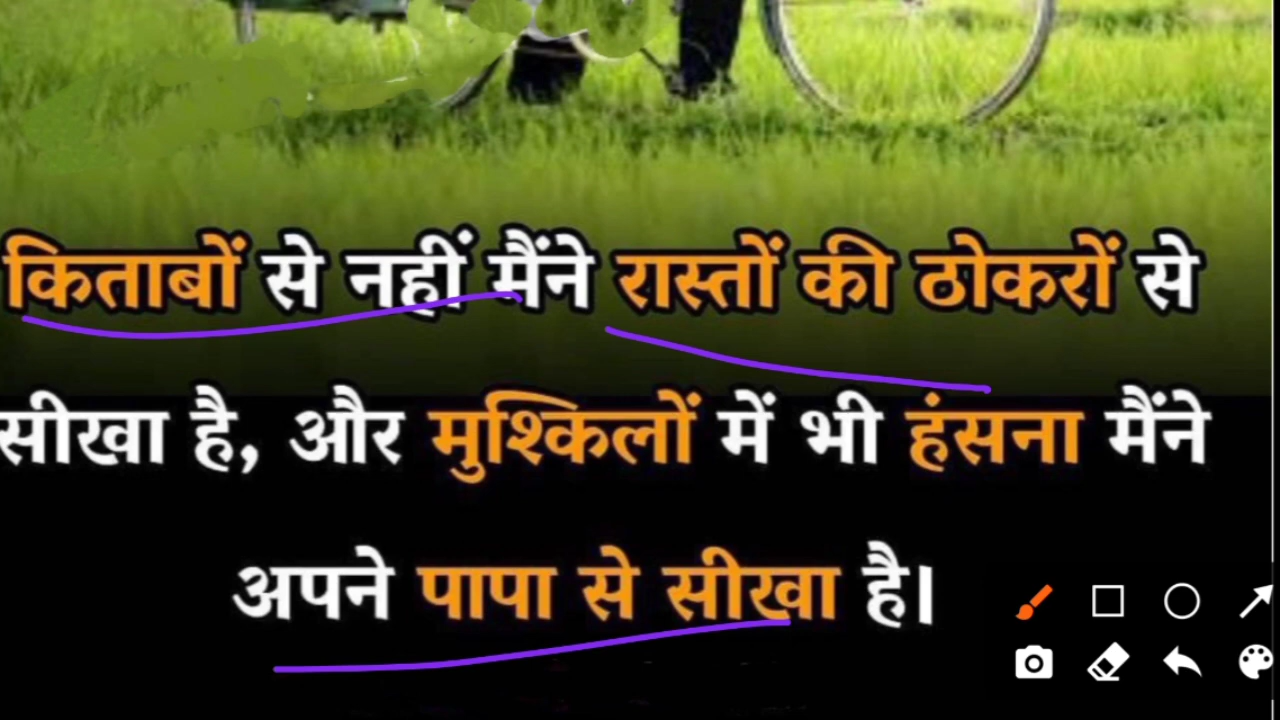 किताबों से नहीं मैंने रास्तों की ठोकरों से
सीखा है, और मुश्किलों में भी हंसना मैंने
अपने पापा से सीखा है।